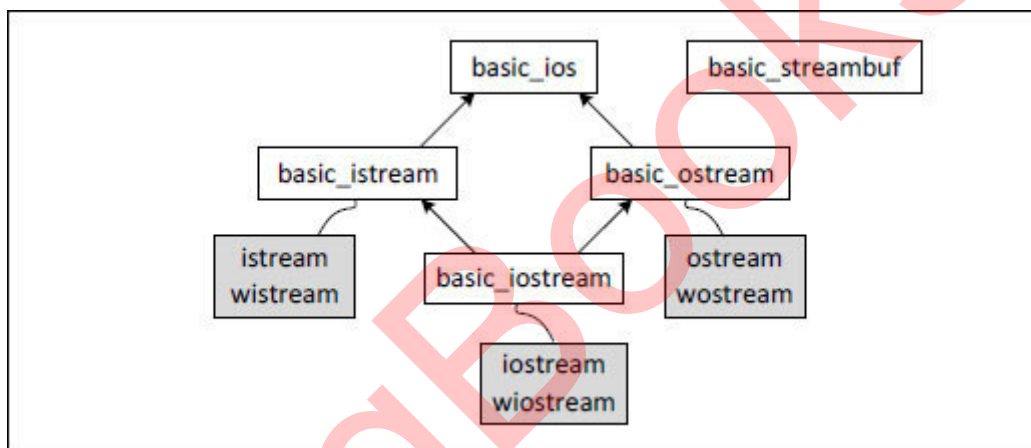 basic_ios
basic_streambuf
basic_istream
basic_ostream
istream
wistream
basic_iostream
ostream
wostream
iostream
wiostream